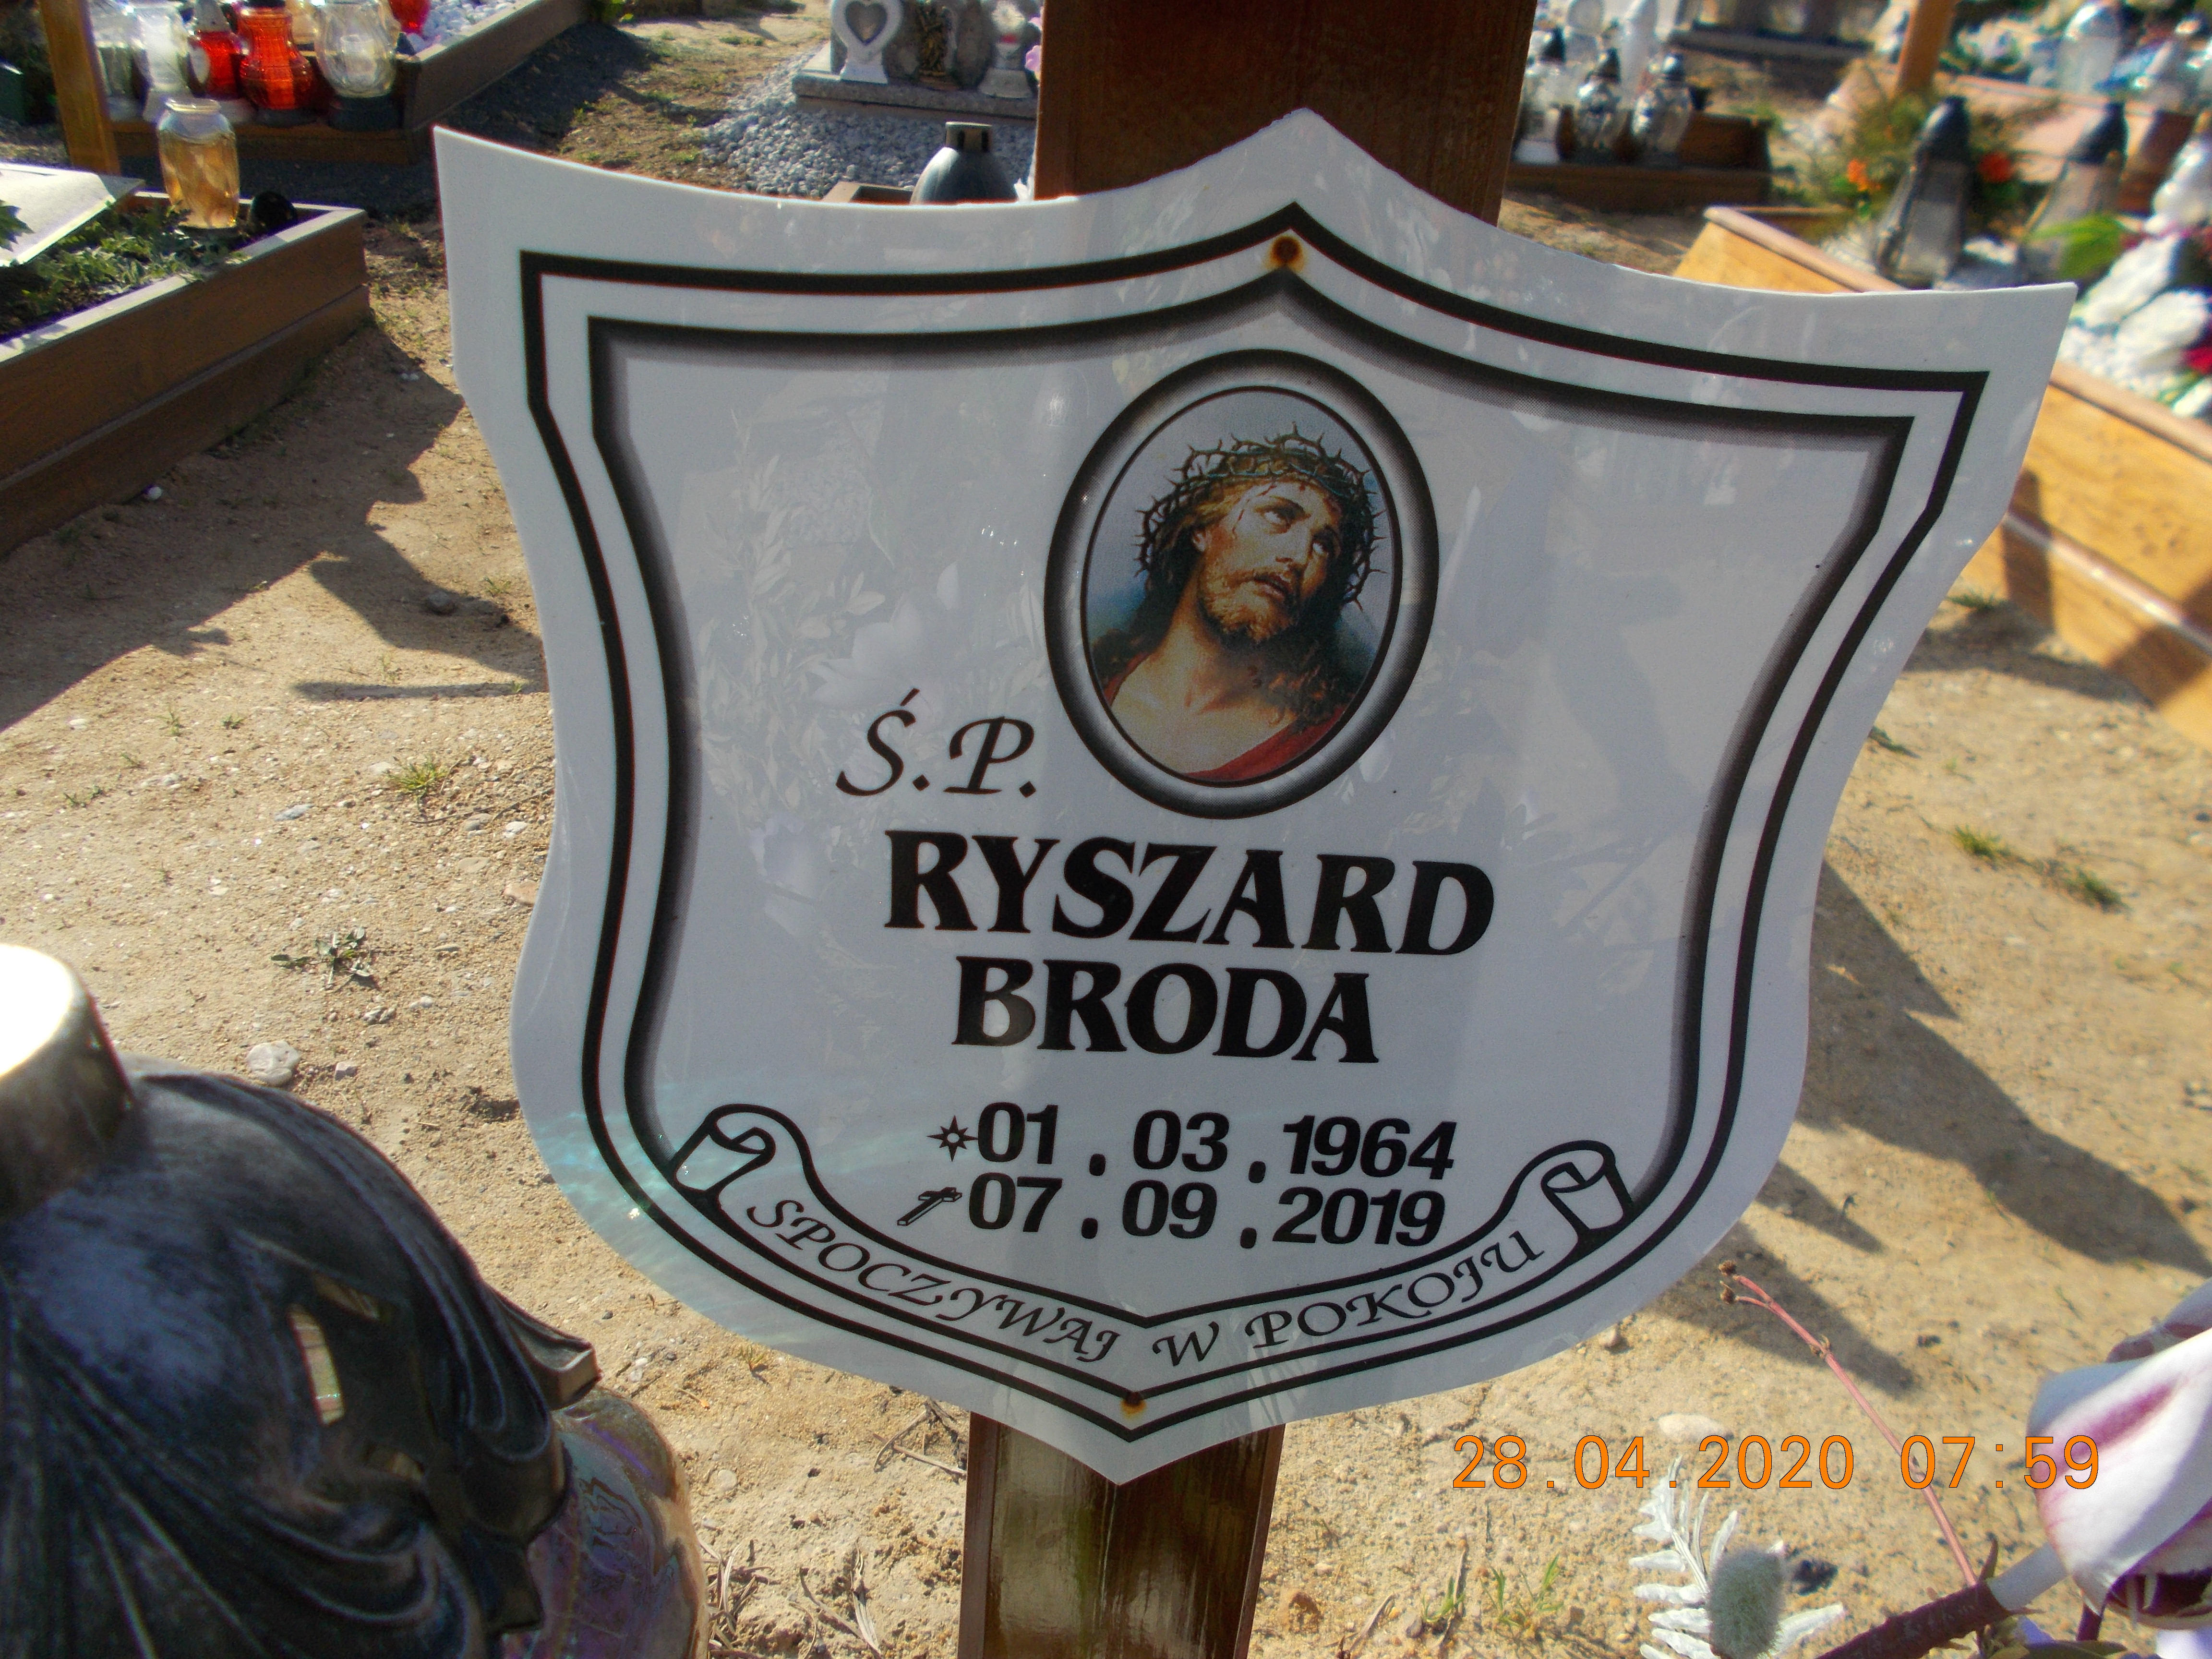 Ś.P.
RYSZARD
BRODA
01.03.1964
07.09.2019
SPOCZYWAJ W POKOJU
28.04.2020 07:59